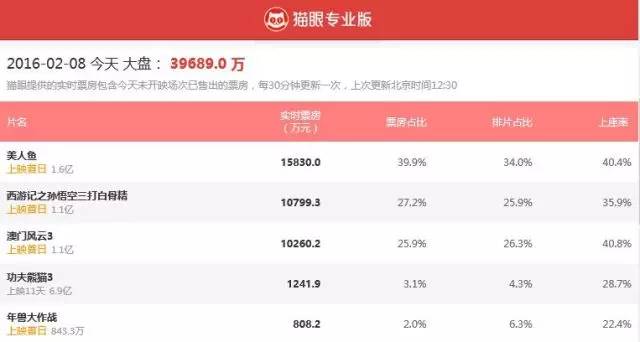 猫眼专业版
2016-02-08 今天 大盘： 39689.0 万
猫眼提供的实时票房包含今天未开映场次已售出的票房，每30分钟更新一次，上次更新北京时间12:30
片名 实时票房（万元） 票房占比 排片占比 上座率
美人鱼 15830.0 39.9% 34.0% 40.4%
上映首日 1.6亿
西游记之孙悟空三打白骨精 10799.3 27.2% 25.9% 35.9%
上映首日 1.1亿
澳门风云3 10260.2 25.9% 26.3% 40.8%
上映首日 1.1亿
功夫熊猫3 1241.9 3.1% 4.3% 28.7%
上映11天 6.9亿
年兽大作战 808.2 2.0% 6.3% 22.4%
上映首日 843.3万